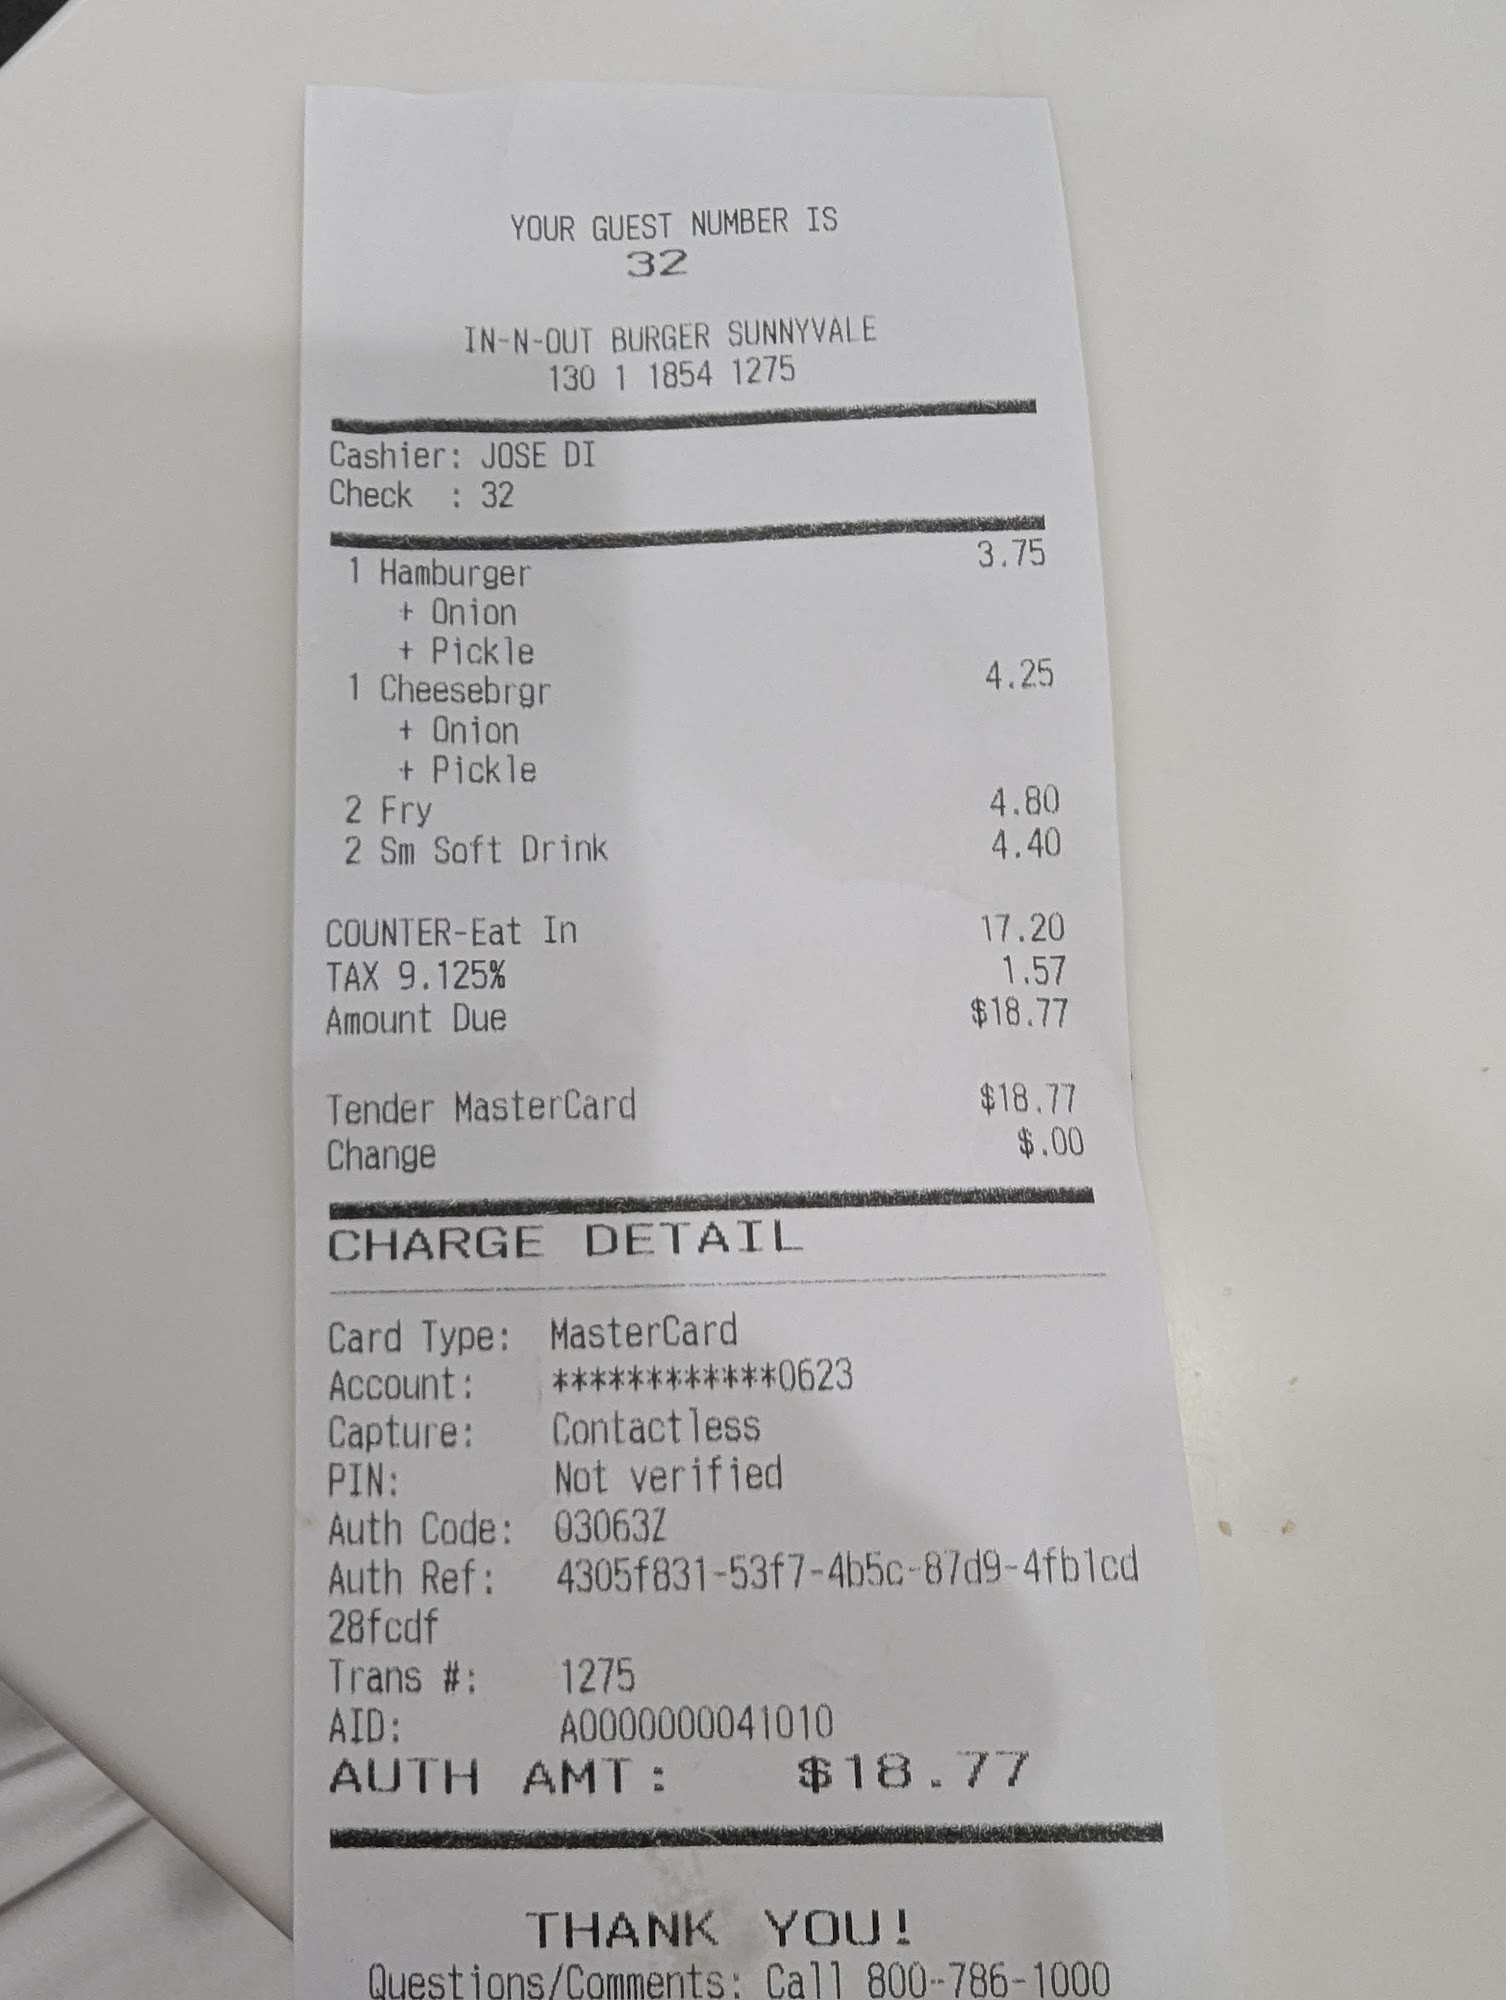 YOUR GUEST NUMBER IS
32
IN-N-OUT BURGER SUNNYVALE
130 1 1854 1275
Cashier: JOSE DI
Check : 32
1 Hamburger 3.75
+ Onion
+ Pickle
1 Cheesebrgr 4.25
+ Onion
+ Pickle
2 Fry 4.80
2 Sm Soft Drink 4.40
COUNTER-Eat In 17.20
TAX 9.125% 1.57
Amount Due $18.77
Tender MasterCard $18.77
Change $.00
CHARGE DETAIL
Card Type: MasterCard
Account: ************0623
Capture: Contactless
PIN: Not verified
Auth Code: 03063Z
Auth Ref: 4305f831-53f7-4b5c-87d9-4fb1cd
28fcdf
Trans #: 1275
AID: A0000000041010
AUTH AMT: $18.77
THANK YOU!
Questions/Comments: Call 800-786-1000